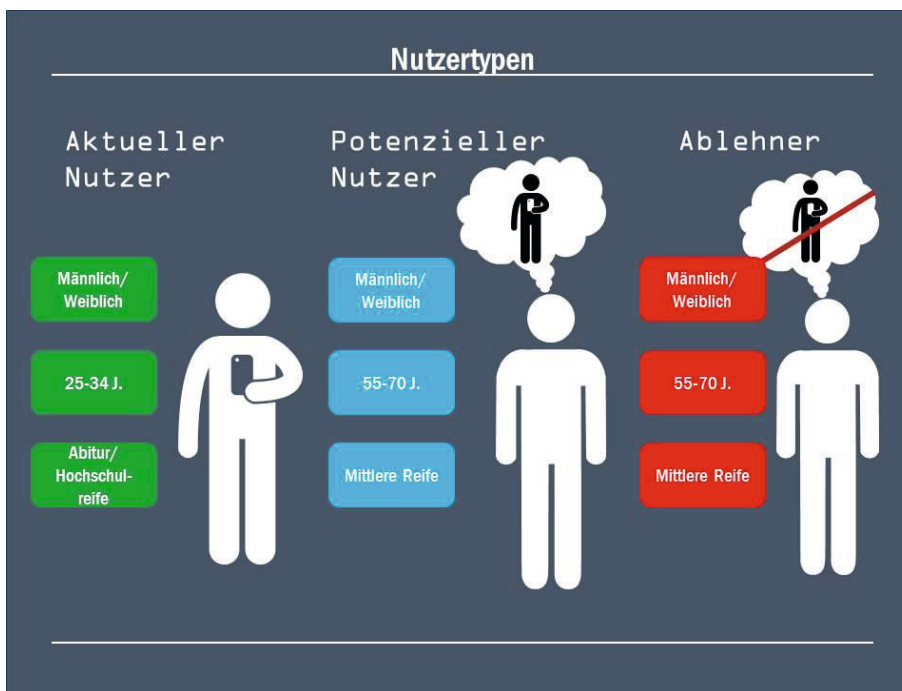 Nutzertypen
Aktueller
Nutzer
Männlich/
Weiblich
25-34 J.
Abitur/
Hochschul-
reife
Potenzieller
Nutzer
Männlich/
Weiblich
55-70 J.
Mittlere Reife
Ablehner
Männlich/
Weiblich
55-70 J.
Mittlere Reife